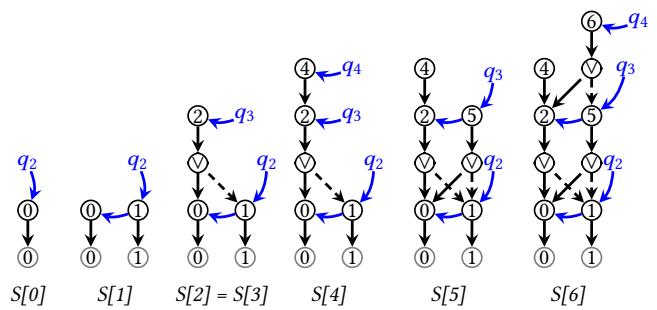 6 q4
4 q4 4 V 4 V
2 q3 2 q3 2 5 q3 2 5 q3
q2 q2 V q2 V q2 V V q2 V V q2
0 0 1 0 1 0 1 0 1 0 1
0 0 1 0 1 0 1 0 1 0 1
S[0] S[1] S[2] = S[3] S[4] S[5] S[6]